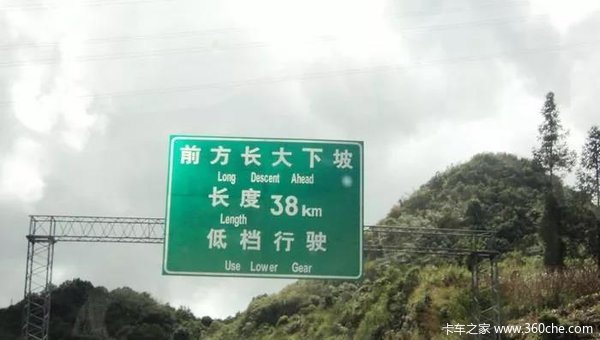 前方长大下坡
Long Descent Ahead
长度 38km
Length
低档行驶
Use Lower Gear
卡车之家 www.360che.com